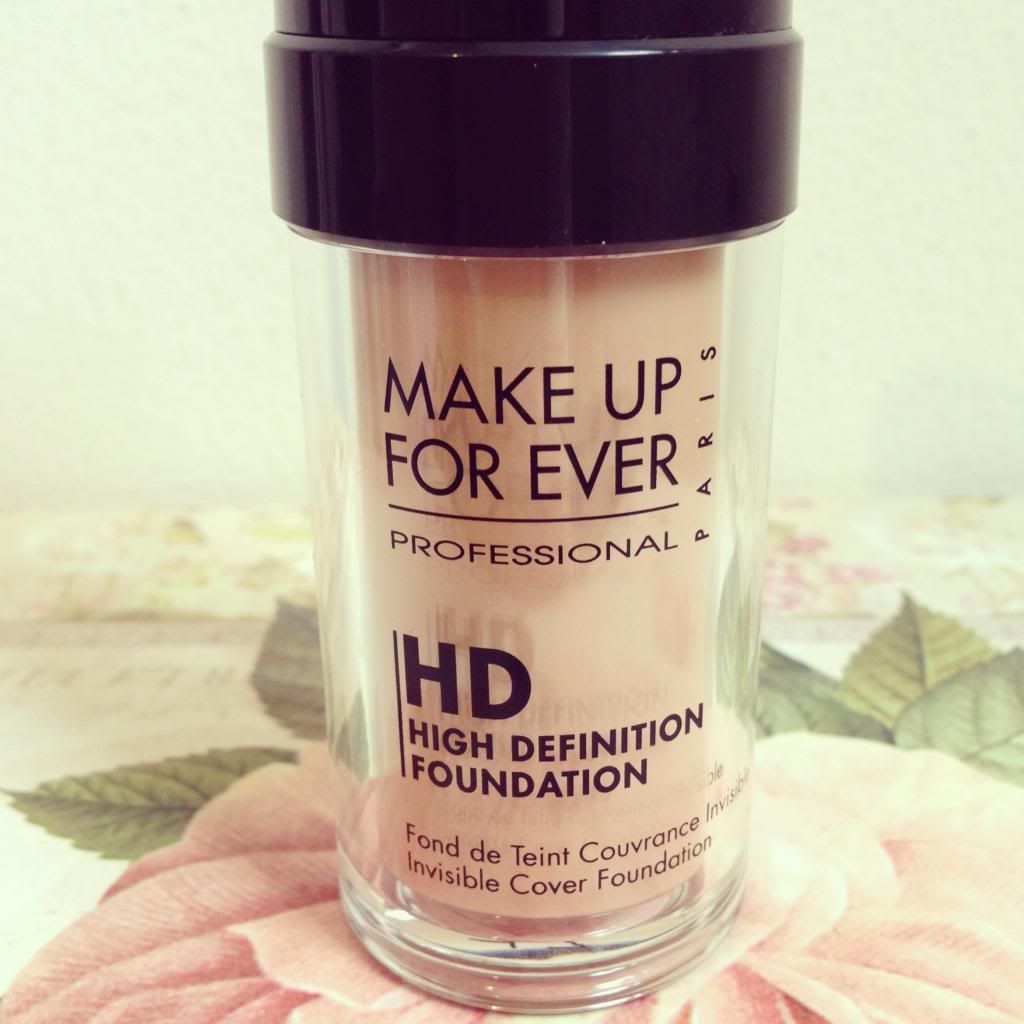 MAKE UP
FOR EVER
PROFESSIONAL
PARIS
HD
HIGH DEFINITION
FOUNDATION
Fond de Teint Couvrance Invisible
Invisible Cover Foundation